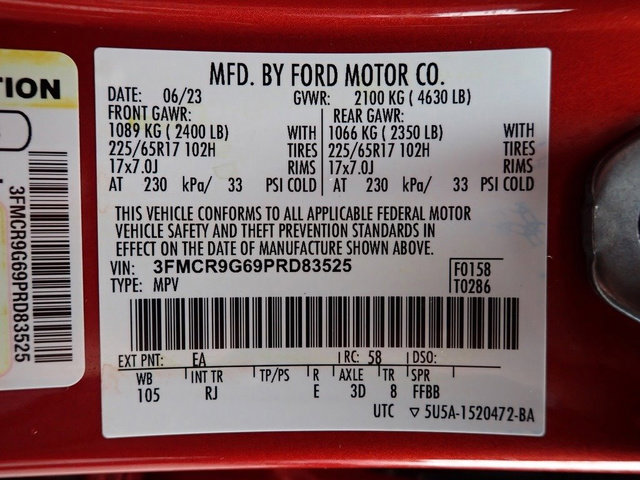 TION
3FMCR9G69PRD83525
MFD. BY FORD MOTOR CO.
DATE: 06/23 GVWR: 2100 KG ( 4630 LB)
FRONT GAWR: REAR GAWR:
1089 KG ( 2400 LB) WITH 1066 KG ( 2350 LB) WITH
225/65R17 102H TIRES 225/65R17 102H TIRES
17x7.0J RIMS 17x7.0J RIMS
AT 230 kPa/ 33 PSI COLD AT 230 kPa/ 33 PSI COLD
THIS VEHICLE CONFORMS TO ALL APPLICABLE FEDERAL MOTOR
VEHICLE SAFETY AND THEFT PREVENTION STANDARDS IN
EFFECT ON THE DATE OF MANUFACTURE SHOWN ABOVE.
VIN: 3FMCR9G69PRD83525 F0158
TYPE: MPV T0286
EXT PNT: EA RC: 58 DSO:
WB INT TR TP/PS R AXLE TR SPR
105 RJ E 3D 8 FFBB
UTC ▽ 5U5A-1520472-BA